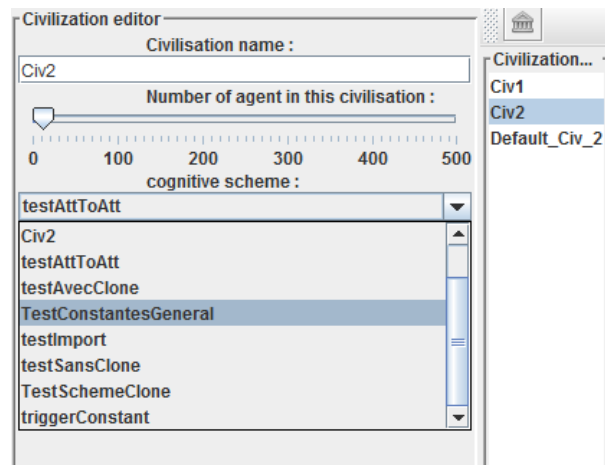 Civilization editor
Civilisation name :
Civ2
Number of agent in this civilisation :
0 100 200 300 400 500
cognitive scheme :
testAttToAtt
Civ2
testAttToAtt
testAvecClone
TestConstantesGeneral
testImport
testSansClone
TestSchemeClone
triggerConstant
Civilization...
Civ1
Civ2
Default_Civ_2